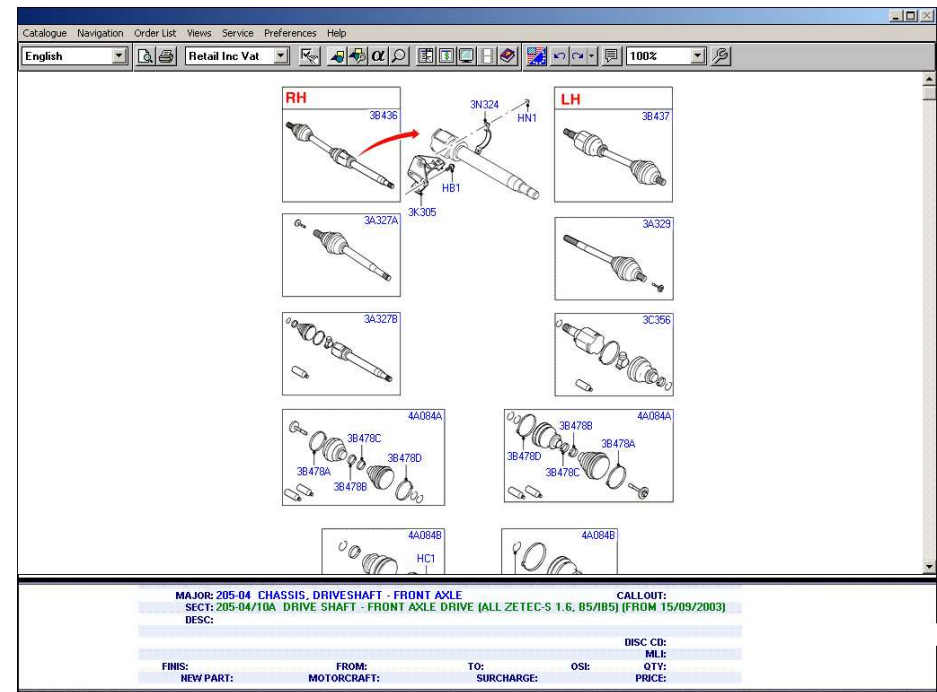 Catalogue Navigation Order List Views Service Preferences Help
English Retail Inc Vat α 100%
RH
3B436
3N324
HN1
HB1
3K305
LH
3B437
3A327A
3A329
3A327B
3C356
4A084A
3B478C
3B478D
3B478A
3B478B
4A084A
3B478B
3B478A
3B478D
3B478C
4A084B
HC1
4A084B
MAJOR: 205-04 CHASSIS, DRIVESHAFT - FRONT AXLE CALLOUT:
SECT: 205-04/10A DRIVE SHAFT - FRONT AXLE DRIVE (ALL ZETEC-S 1.6, B5/IB5) (FROM 15/09/2003)
DESC:
DISC CD:
MLI:
FINIS: FROM: TO: OSI: QTY:
NEW PART: MOTORCRAFT: SURCHARGE: PRICE: